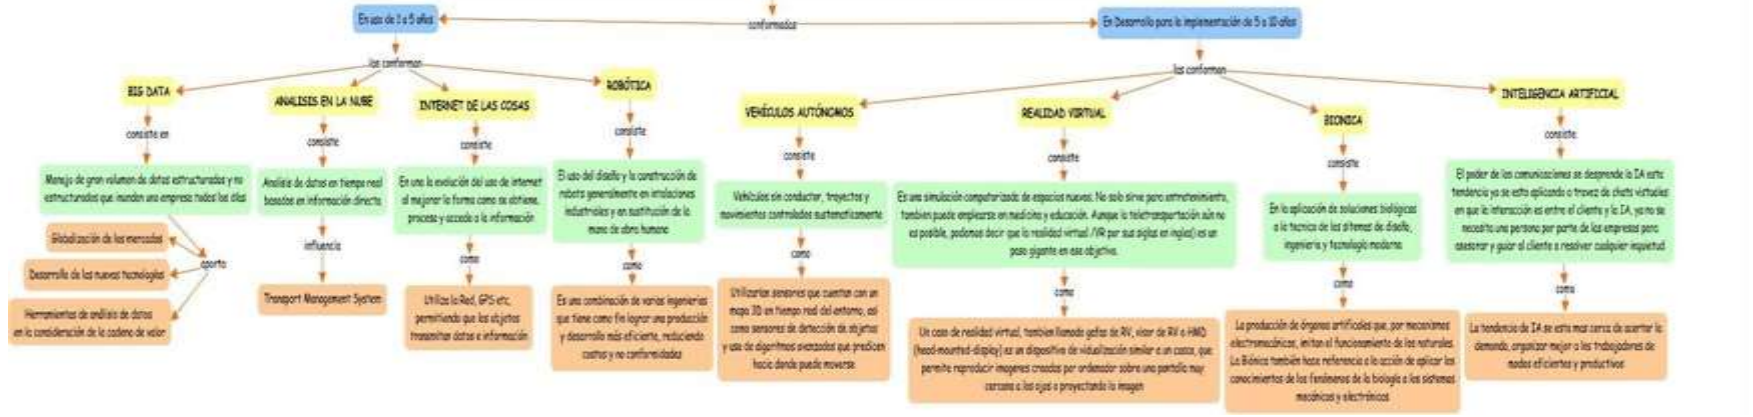 En uso de 1 a 5 años
conformadas
En Desarrollo para la implementación de 5 a 10 años
las conforman
las conforman
BIG DATA
ANALISIS EN LA NUBE
INTERNET DE LAS COSAS
ROBÓTICA
VEHÍCULOS AUTÓNOMOS
REALIDAD VIRTUAL
BIONICA
INTELIGENCIA ARTIFICIAL
consiste en
consiste
consiste
consiste
consiste
consiste
consiste
consiste
Manejo de gran volumen de datos estructurados y no
estructurados que inunden una empresa todos los días
Analisis de datos en tiempo real
basados en información directa
En una la evolución del uso de internet
al mejorar la forma como se obtiene,
procesa y accede a la información
El uso del diseño y la construcción de
robots generalmente en intalaciones
industriales y en sustitución de la
mano de obra humana
Vehículos sin conductor, trayectos y
movimientos controlados sustematicamente
Es una simulación computarizada de espacios nuevos. No solo sirve para entretenimiento,
tambien puede emplearse en medicina y educación. Aunque la teletransportación aún no
es posible, podemos decir que la realidad virtual /VR por sus siglas en ingles() es un
paso gigante en ese objetivo.
En la aplicación de soluciones biológicas
a la tecnica de los sitemas de diseño,
ingeniería y tecnología moderna
El poder de las comunicaciones se desprende la IA esta
tendencia ya se esta aplicando a travez de chats virtuales
en que la interacción es entre el cliente y la IA, ya no se
necesita una persona por parte de las empresas para
asesorar y guiar al cliente a resolver cualquier inquietud
Globalización de los mercados
Desarrollo de las nuevas tecnologías
Herramientas de análisis de datos
en la consideración de la cadena de valor
aporta
influencia
Transport Management System
como
Utiliza la Red, GPS etc,
permitiendo que los objetos
transmitan datos e información
como
Es una combinación de varias ingenierias
que tiene como fin lograr una producción
y desarrollo más eficiente, reduciendo
costos y no conformidades
como
Utilizarlas sensores que cuentan con un
mapa 3D en tiempo real del entorno, así
como sensores de detección de objetos
y uso de algoritmos avanzados que predicen
hacia donde puede moverse
como
Un casco de realidad virtual, tambien llamado gafas de RV, visor de RV o HMD
(head-mounted-display) es un dispositivo de visualización similar a un casco, que
permite reproducir imagenes creadas por ordenador sobre una pantalla muy
cercana a los ojos o proyectando la imagen
como
La producción de órganos artificales que, por mecanismos
electromecánicos, imitan el funcionamiento de los naturales.
La Biónica también hace referencia a la acción de aplicar los
conocimientos de los fenómenos de la biología a los sistemas
mecánicos y electrónicos
como
La tendencia de IA se esta mas cerca de acertar la
demanda, organizar mejor a los trabajadores de
modos eficientes y productivos